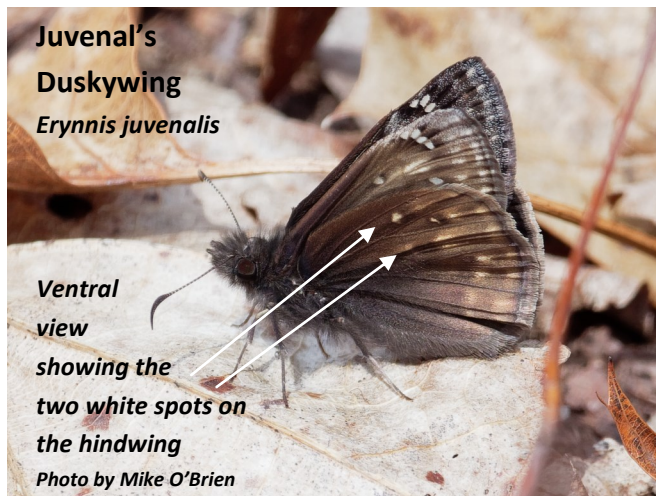 Juvenal's
Duskywing
Erynnis juvenalis
Ventral
view
showing the
two white spots on
the hindwing
Photo by Mike O'Brien